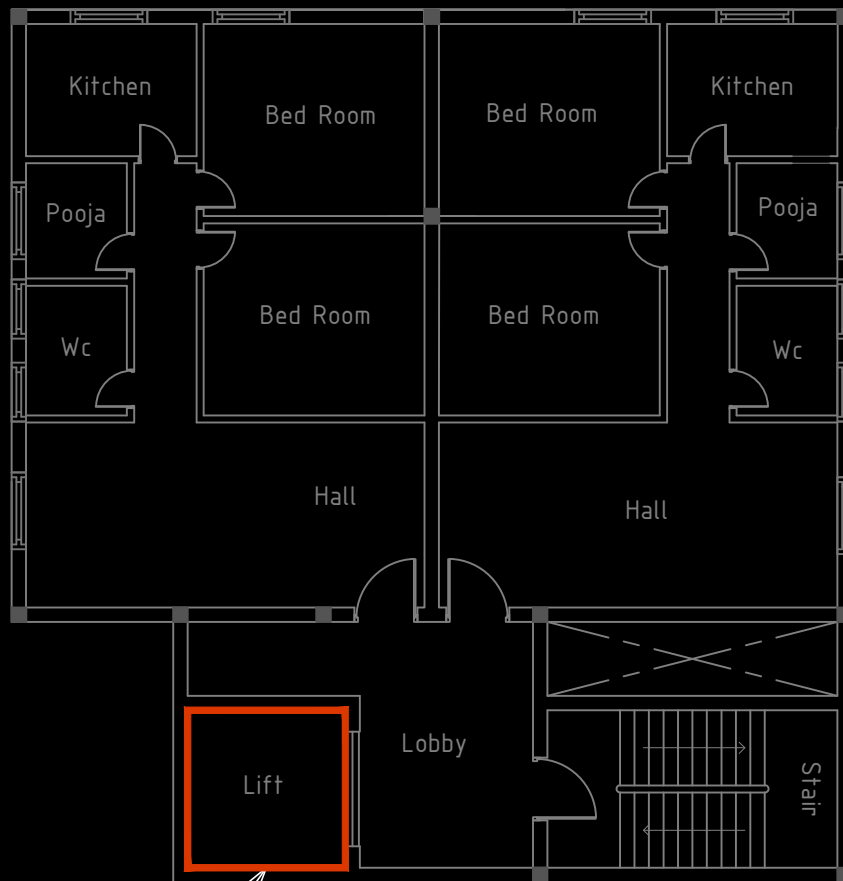 Kitchen
Bed Room
Bed Room
Kitchen
Pooja
Pooja
Bed Room
Bed Room
Wc
Wc
Hall
Hall
Lobby
Lift
Stair